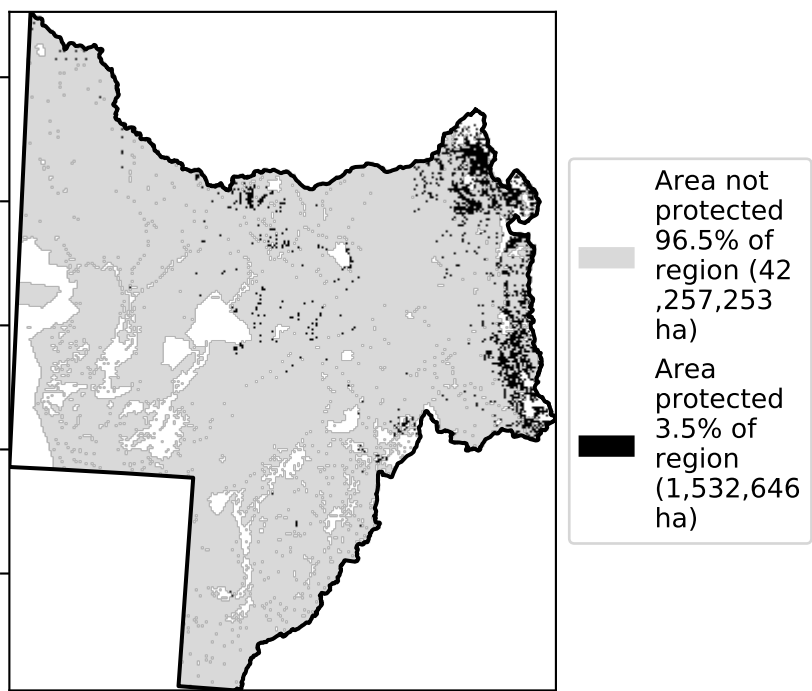 Area not
protected
96.5% of
region (42
,257,253
ha)
Area
protected
3.5% of
region
(1,532,646
ha)